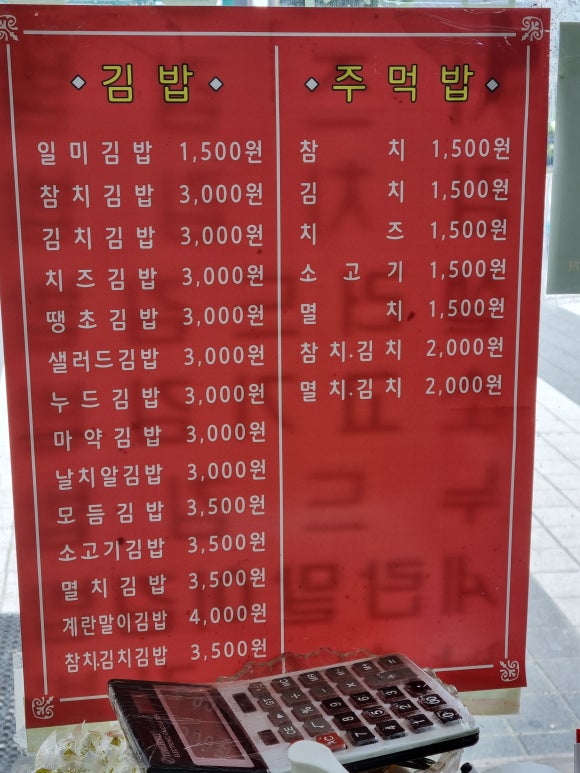 김밥
일미김밥 1,500원
참치김밥 3,000원
김치김밥 3,000원
치즈김밥 3,000원
땡초김밥 3,000원
샐러드김밥 3,000원
누드김밥 3,000원
마약김밥 3,000원
날치알김밥 3,000원
모듬김밥 3,500원
소고기김밥 3,500원
멸치김밥 3,500원
계란말이김밥 4,000원
참치.김치김밥 3,500원
주먹밥
참치 1,500원
김치 1,500원
치즈 1,500원
소고기 1,500원
멸치 1,500원
참치.김치 2,000원
멸치.김치 2,000원